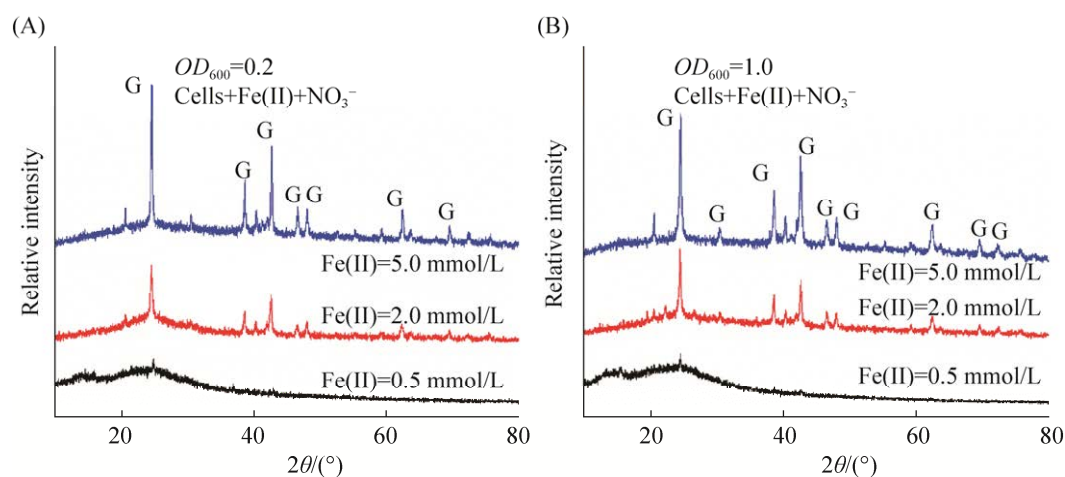 (A)
OD₆₀₀=0.2
Cells+Fe(II)+NO₃⁻
G
G
G
G
G
G
G
Fe(II)=5.0 mmol/L
Fe(II)=2.0 mmol/L
Fe(II)=0.5 mmol/L
Relative intensity
20
40
60
80
2θ/(°)
(B)
OD₆₀₀=1.0
Cells+Fe(II)+NO₃⁻
G
G
G
G
G
G
G
G
G
Fe(II)=5.0 mmol/L
Fe(II)=2.0 mmol/L
Fe(II)=0.5 mmol/L
Relative intensity
20
40
60
80
2θ/(°)